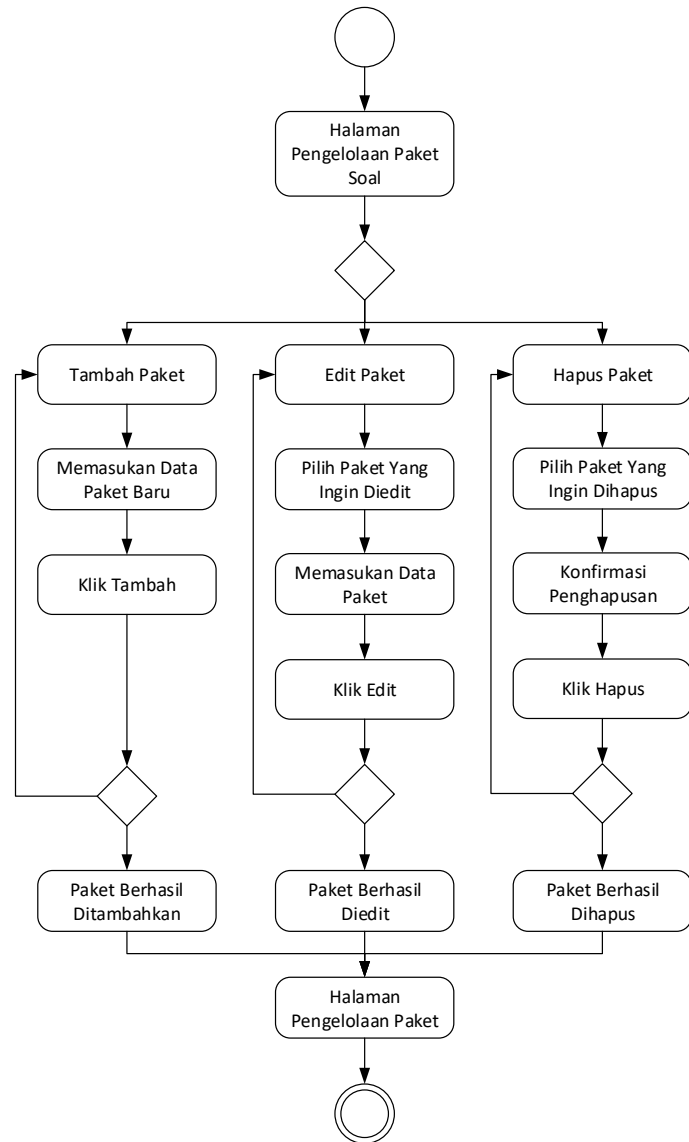 Halaman
Pengelolaan Paket
Soal
Tambah Paket
Edit Paket
Hapus Paket
Memasukan Data
Paket Baru
Pilih Paket Yang
Ingin Diedit
Pilih Paket Yang
Ingin Dihapus
Klik Tambah
Memasukan Data
Paket
Konfirmasi
Penghapusan
Klik Edit
Klik Hapus
Paket Berhasil
Ditambahkan
Paket Berhasil
Diedit
Paket Berhasil
Dihapus
Halaman
Pengelolaan Paket